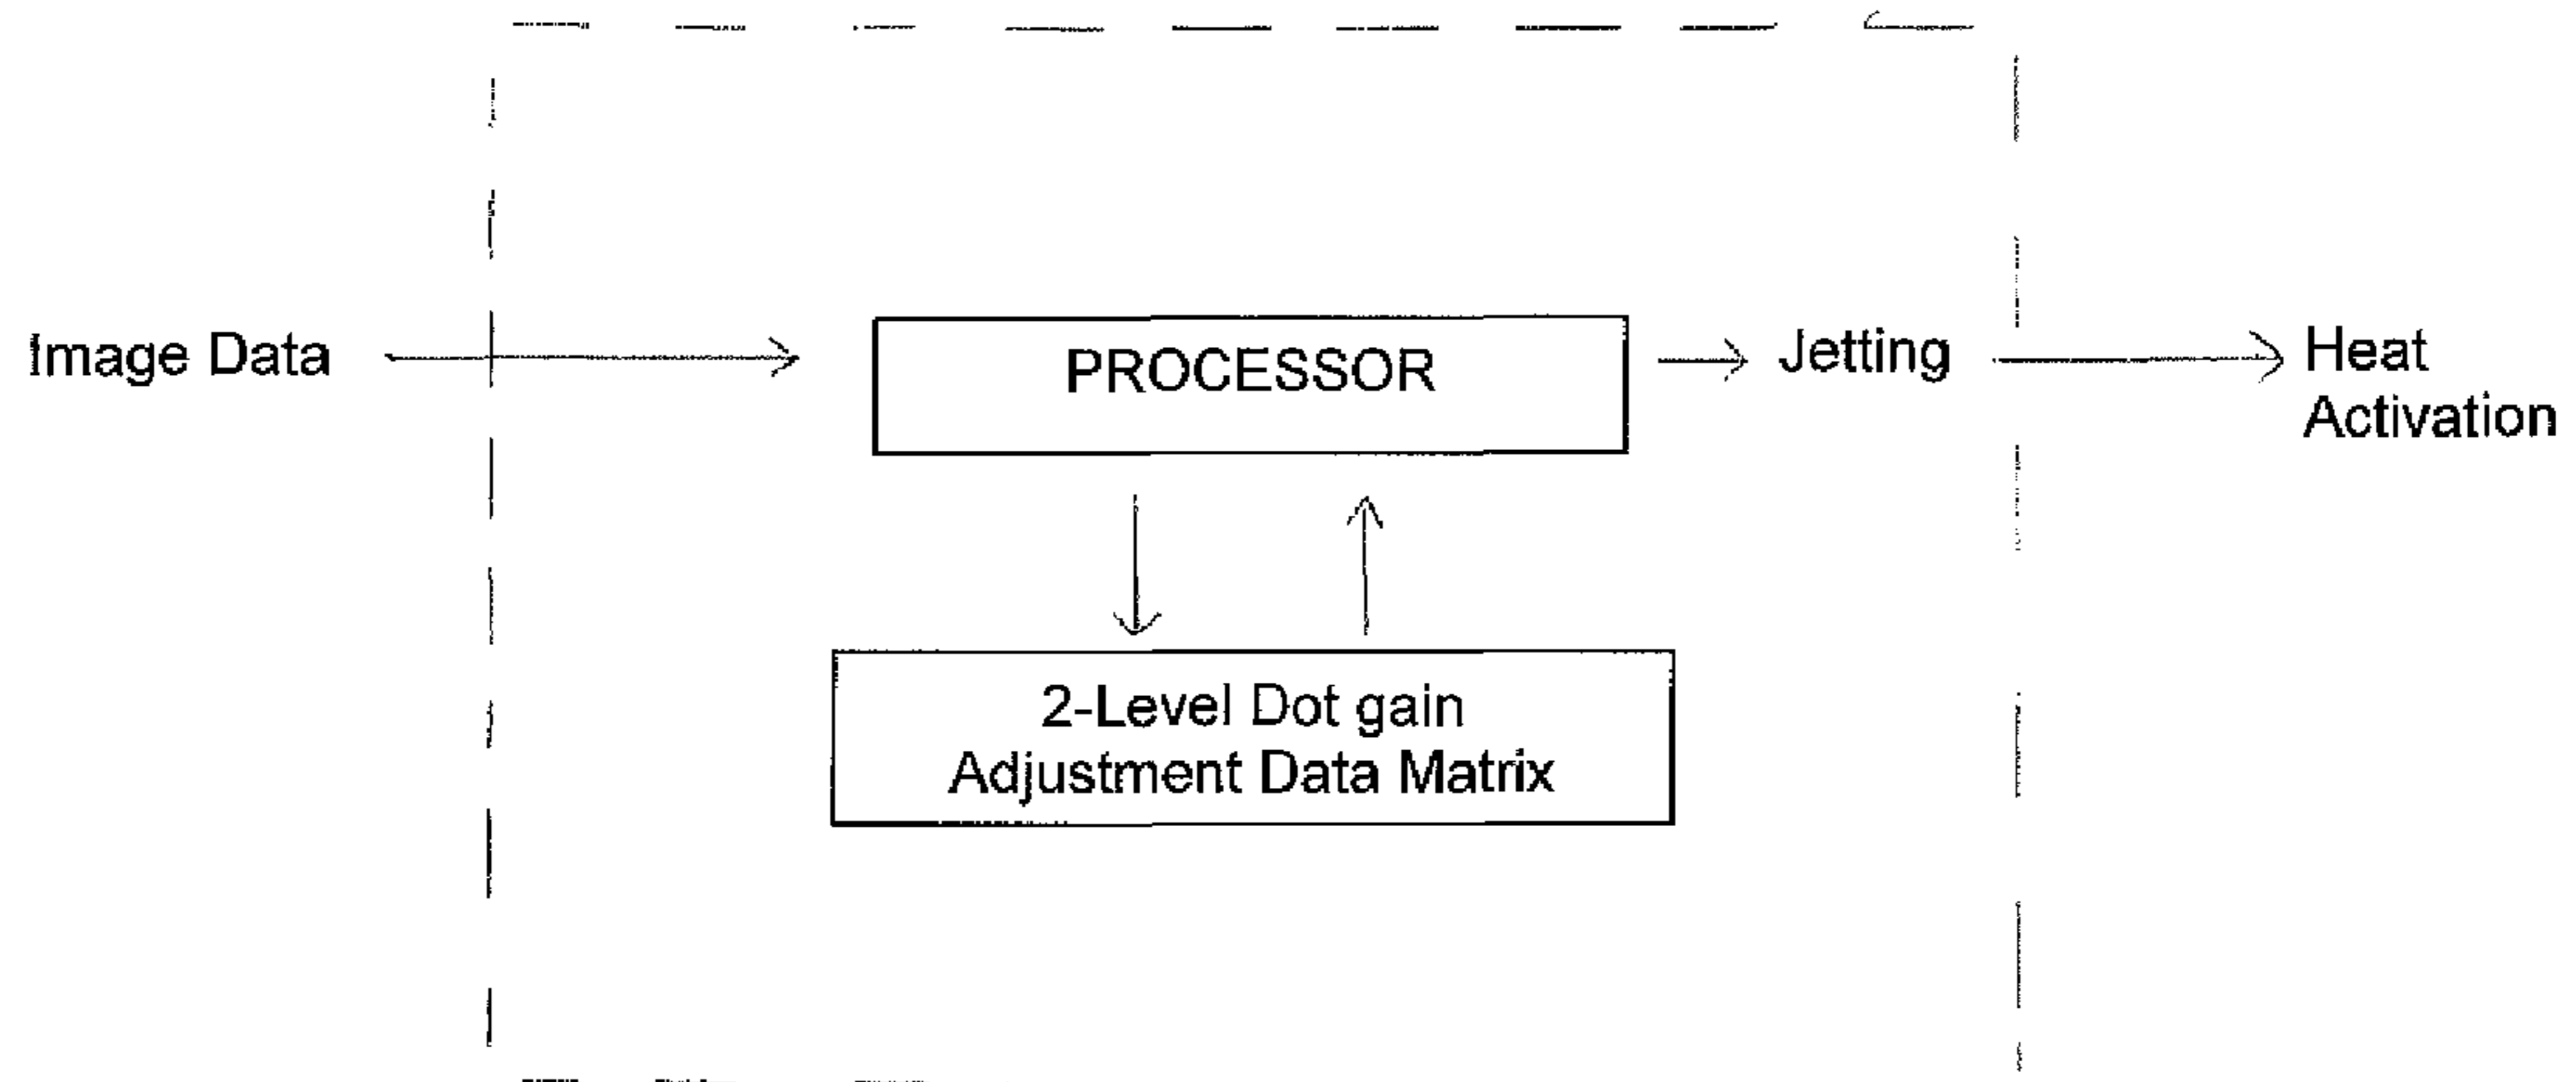 Image Data
PROCESSOR
Jetting
Heat
Activation
2-Level Dot gain
Adjustment Data Matrix